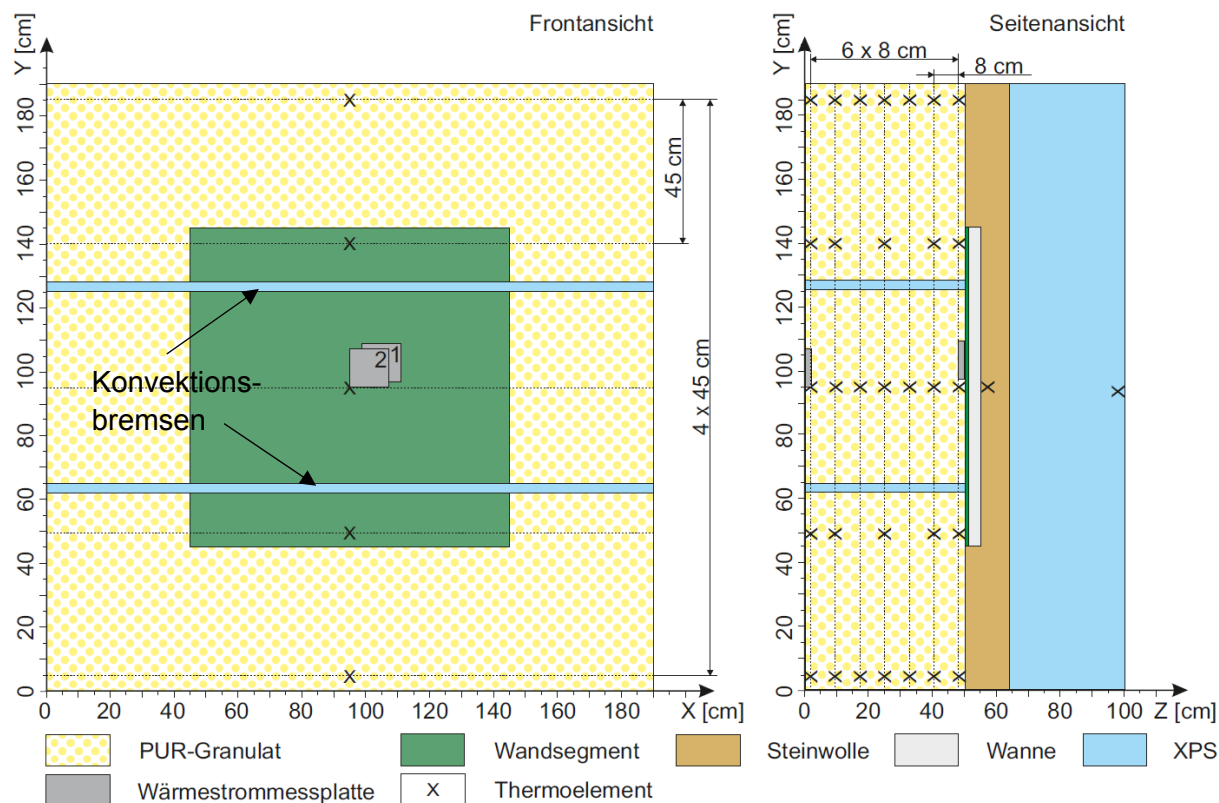 Frontansicht
Seitenansicht
Y [cm]
180
160
140
120
100
80
60
40
20
0
0 20 40 60 80 100 120 140 160 180 X [cm]
X
X
X
X
X
2 1
Konvektions-
bremsen
45 cm
4 x 45 cm
Y [cm]
6 x 8 cm
8 cm
180
160
140
120
100
80
60
40
20
0
0 20 40 60 80 100 Z [cm]
PUR-Granulat
Wandsegment
Steinwolle
Wanne
XPS
Wärmestrommessplatte
X Thermoelement